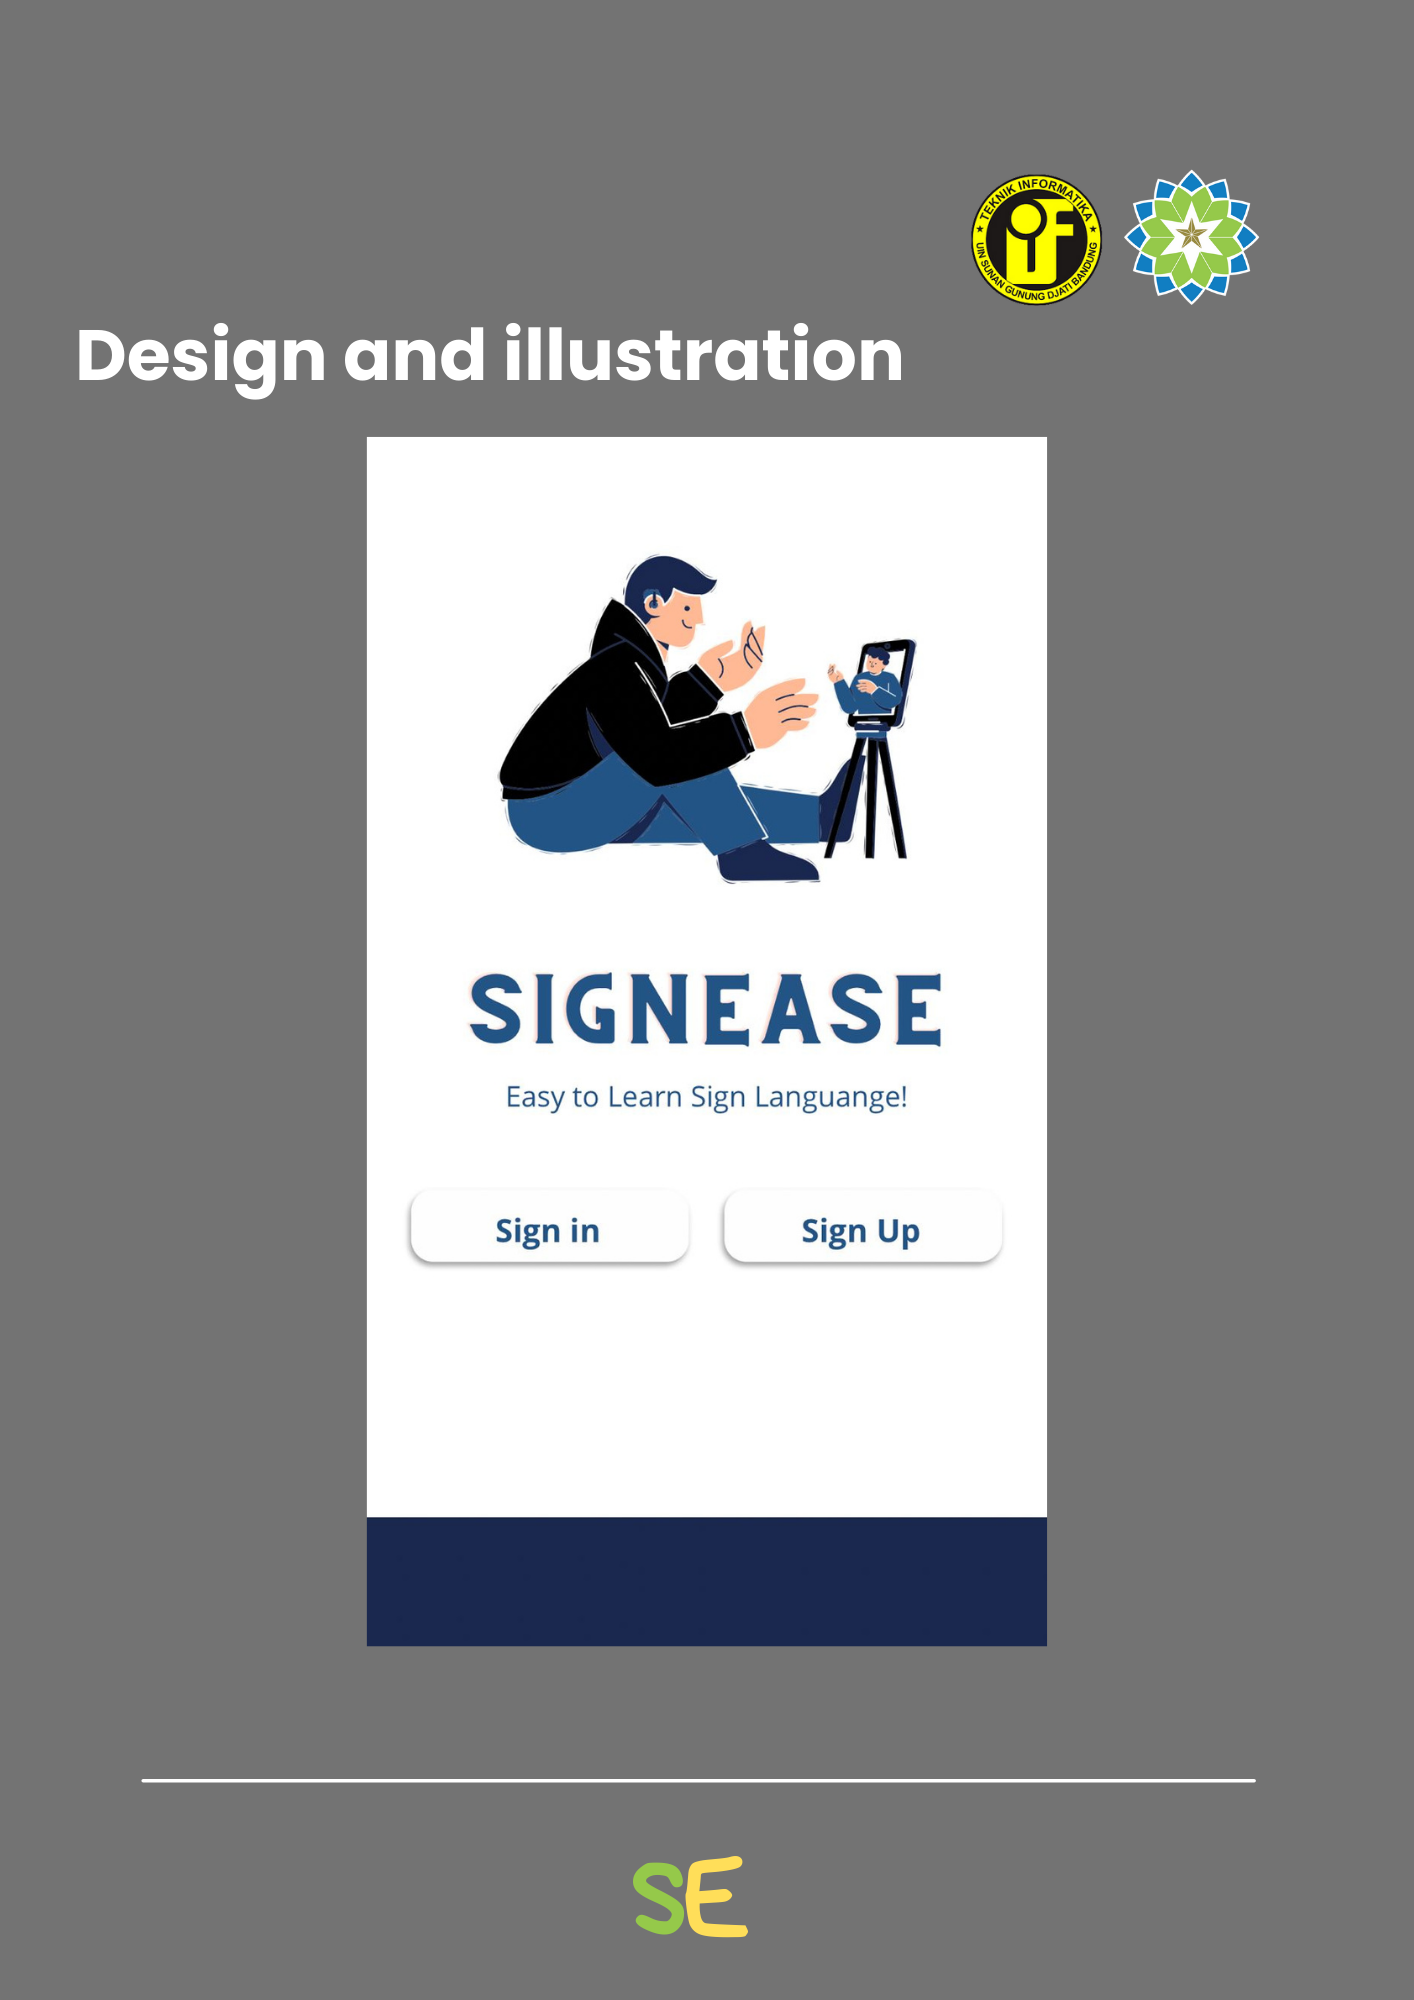 TEKNIK INFORMATIKA
iF
UIN SUNAN GUNUNG DJATI BANDUNG
Design and illustration
SIGNEASE
Easy to Learn Sign Languange!
Sign in
Sign Up
SE